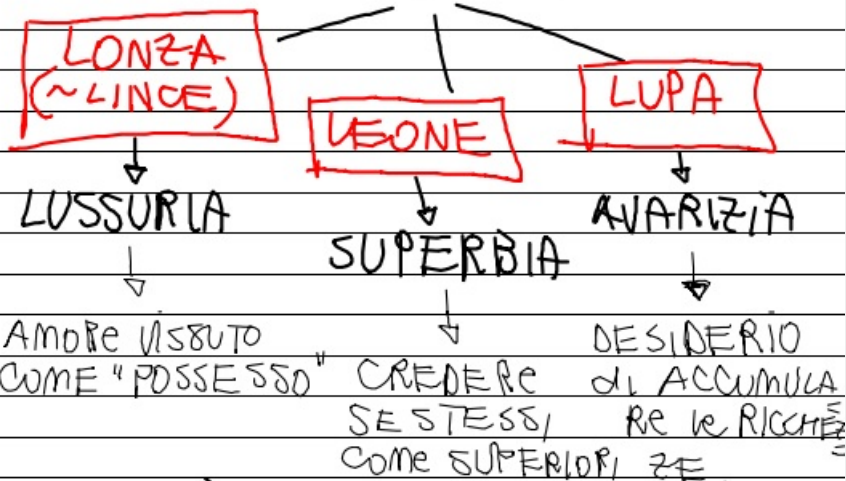 LONZA
(~LINCE)
LEONE
LUPA
LUSSURIA
SUPERBIA
AVARIZIA
AMORE VISSUTO
COME "POSSESSO"
CREDERE
SE STESSI
COME SUPERIORI
DESIDERIO
di ACCUMULA
RE le RICCHEZ
ZE